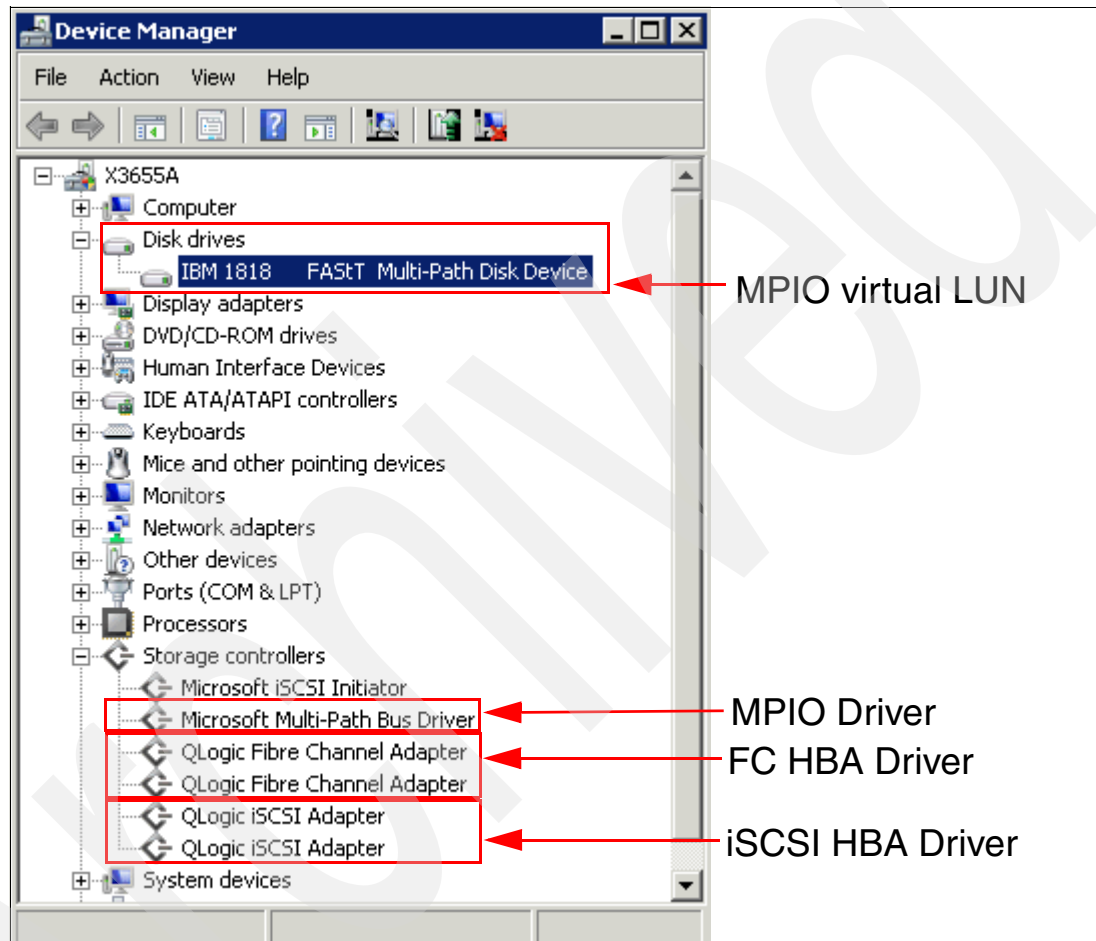 Device Manager
File Action View Help
X3655A
Computer
Disk drives
IBM 1818 FAStT Multi-Path Disk Device
MPIO virtual LUN
Display adapters
DVD/CD-ROM drives
Human Interface Devices
IDE ATA/ATAPI controllers
Keyboards
Mice and other pointing devices
Monitors
Network adapters
Other devices
Ports (COM & LPT)
Processors
Storage controllers
Microsoft iSCSI Initiator
Microsoft Multi-Path Bus Driver
MPIO Driver
QLogic Fibre Channel Adapter
FC HBA Driver
QLogic Fibre Channel Adapter
QLogic iSCSI Adapter
iSCSI HBA Driver
QLogic iSCSI Adapter
System devices